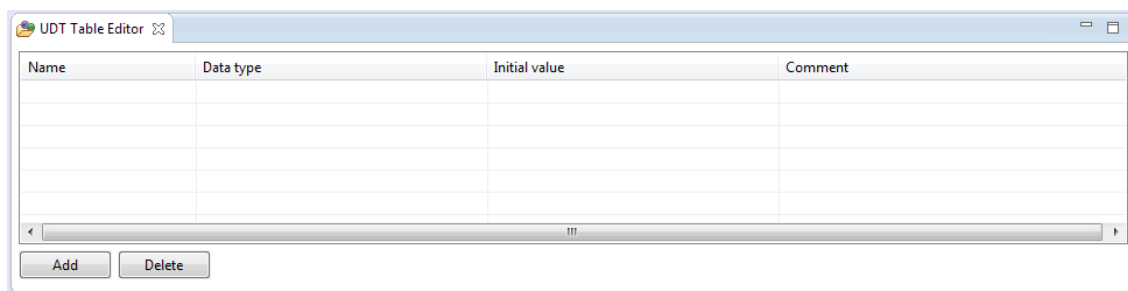 UDT Table Editor
Name Data type Initial value Comment
Add Delete